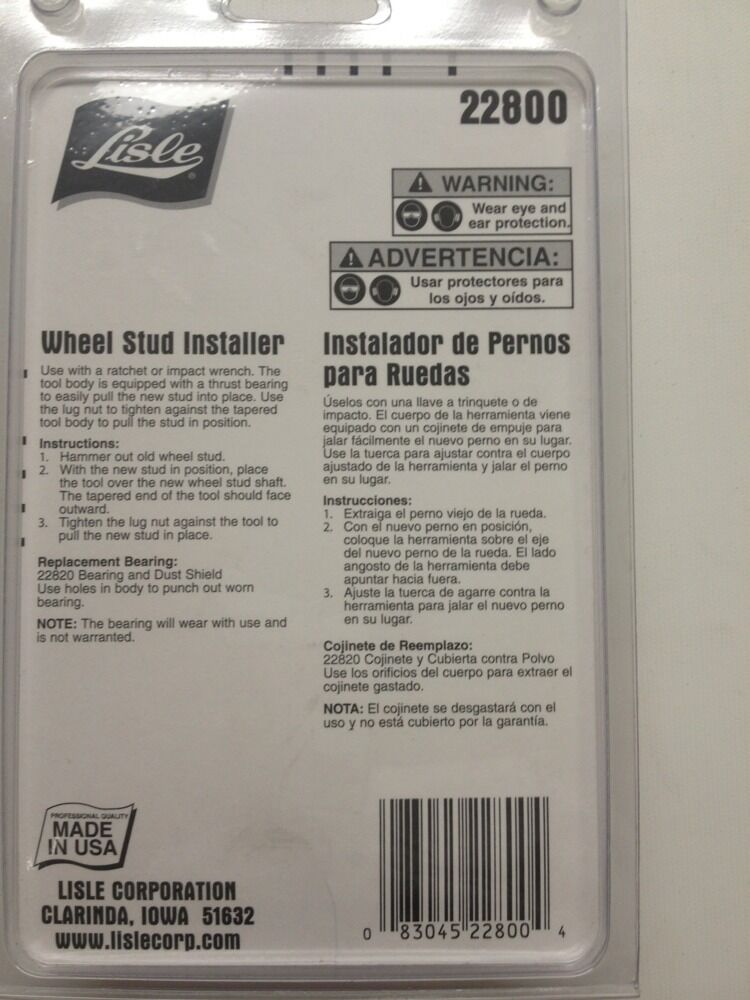 Lisle
22800
WARNING:
Wear eye and
ear protection.
ADVERTENCIA:
Usar protectores para
los ojos y oídos.
Wheel Stud Installer
Use with a ratchet or impact wrench. The
tool body is equipped with a thrust bearing
to easily pull the new stud into place. Use
the lug nut to tighten against the tapered
tool body to pull the stud in position.
Instructions:
1. Hammer out old wheel stud.
2. With the new stud in position, place
the tool over the new wheel stud shaft.
The tapered end of the tool should face
outward.
3. Tighten the lug nut against the tool to
pull the new stud in place.
Replacement Bearing:
22820 Bearing and Dust Shield
Use holes in body to punch out worn
bearing.
NOTE: The bearing will wear with use and
is not warranted.
Instalador de Pernos
para Ruedas
Úselos con una llave a trinquete o de
impacto. El cuerpo de la herramienta viene
equipado con un cojinete de empuje para
jalar fácilmente el nuevo perno en su lugar.
Use la tuerca para ajustar contra el cuerpo
ajustado de la herramienta y jalar el perno
en su lugar.
Instrucciones:
1. Extraiga el perno viejo de la rueda.
2. Con el nuevo perno en posición,
coloque la herramienta sobre el eje
del nuevo perno de la rueda. El lado
angosto de la herramienta debe
apuntar hacia fuera.
3. Ajuste la tuerca de agarre contra la
herramienta para jalar el nuevo perno
en su lugar.
Cojinete de Reemplazo:
22820 Cojinete y Cubierta contra Polvo
Use los orificios del cuerpo para extraer el
cojinete gastado.
NOTA: El cojinete se desgastará con el
uso y no está cubierto por la garantía.
PROFESSIONAL QUALITY
MADE
IN USA
LISLE CORPORATION
CLARINDA, IOWA 51632
www.lislecorp.com
0 83045 22800 4